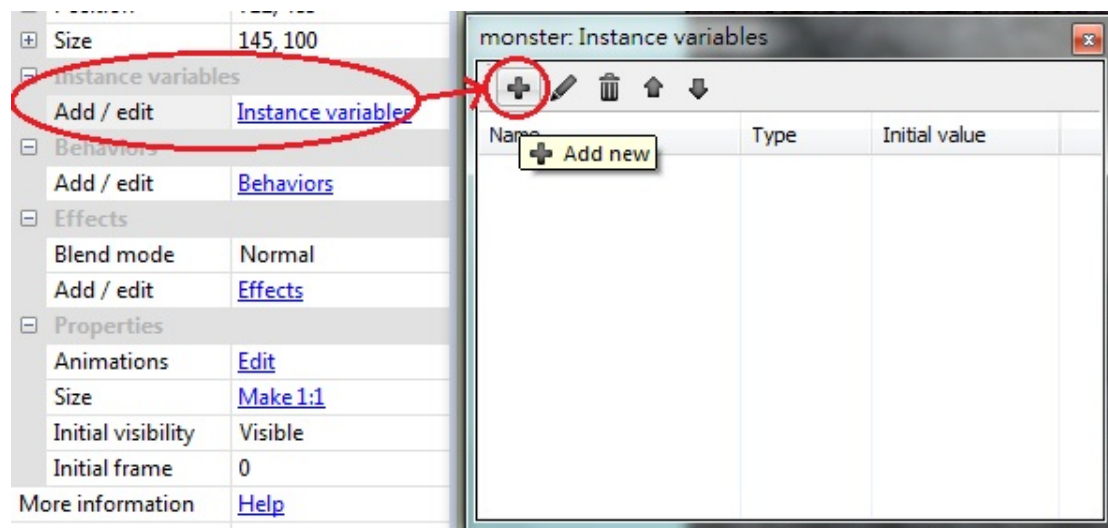 Size 145, 100
Instance variables
Add / edit Instance variables
Behaviors
Add / edit Behaviors
Effects
Blend mode Normal
Add / edit Effects
Properties
Animations Edit
Size Make 1:1
Initial visibility Visible
Initial frame 0
More information Help
monster: Instance variables
Name Type Initial value
Add new